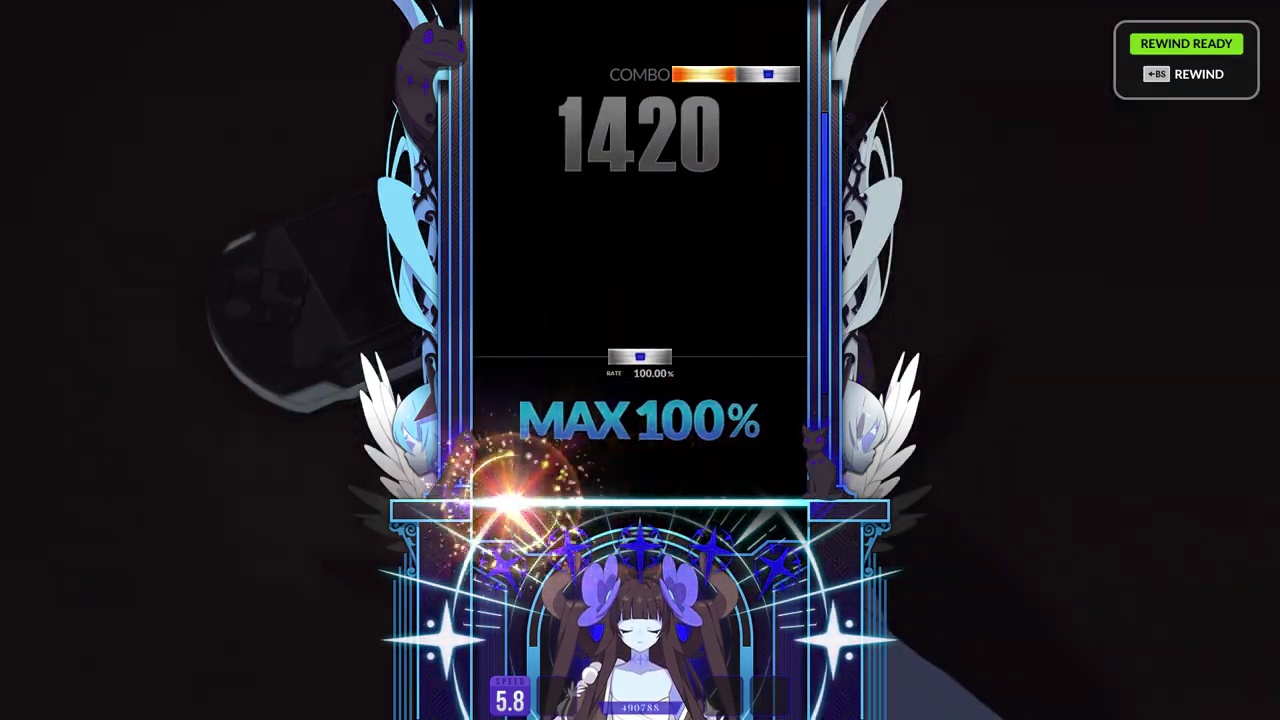 REWIND READY
←BS REWIND
COMBO
1420
RATE 100.00%
MAX 100%
SPEED
5.8
490788